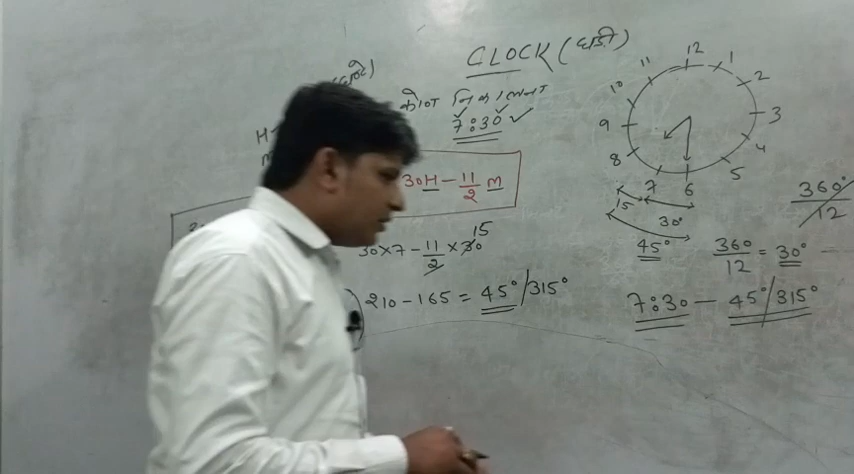 CLOCK (घड़ी)
कोण निकालना
7:30 ✓
30H - 11/2 M
30×7 - 11/2 × 30 15
210 - 165 = 45°/315°
12
1
2
3
4
5
6
7
8
9
10
11
15
30°
45°
360/12 = 30°
360°/12
7:30 - 45°/315°